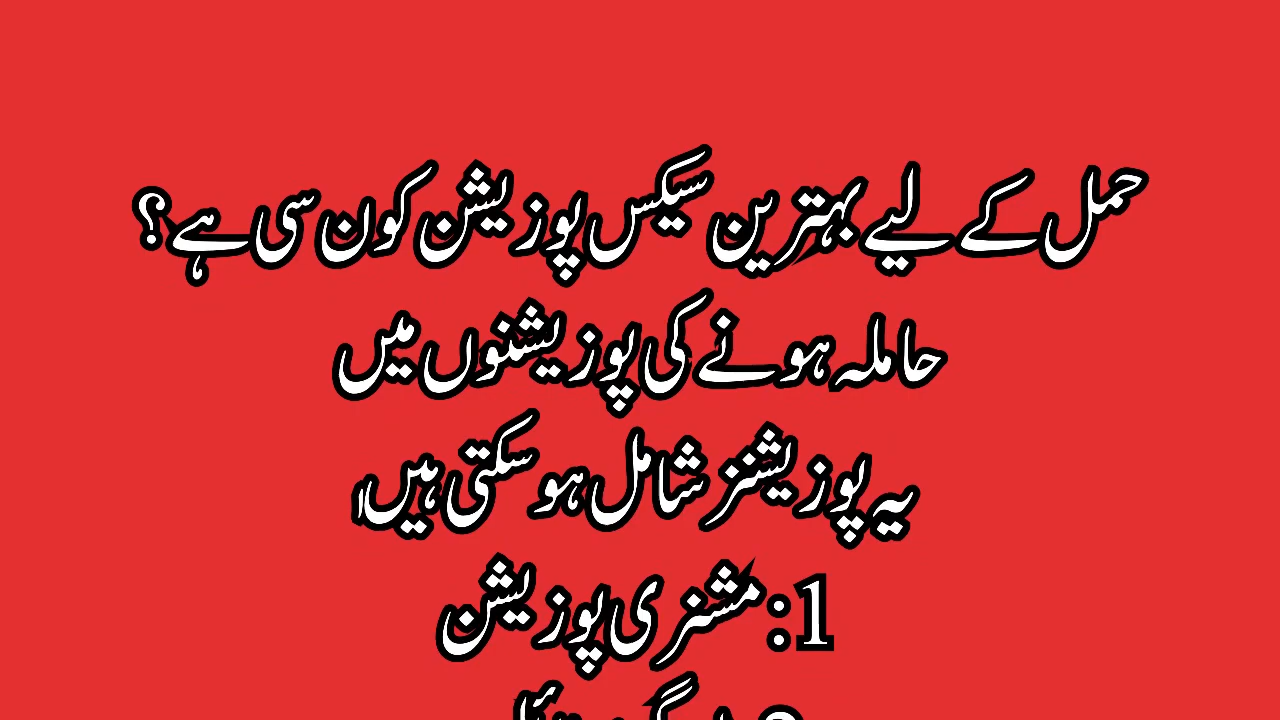 حمل کے لیے بہترین سیکس پوزیشن کون سی ہے؟
حاملہ ہونے کی پوزیشنوں میں
یہ پوزیشنز شامل ہو سکتی ہیں
1: مشنری پوزیشن